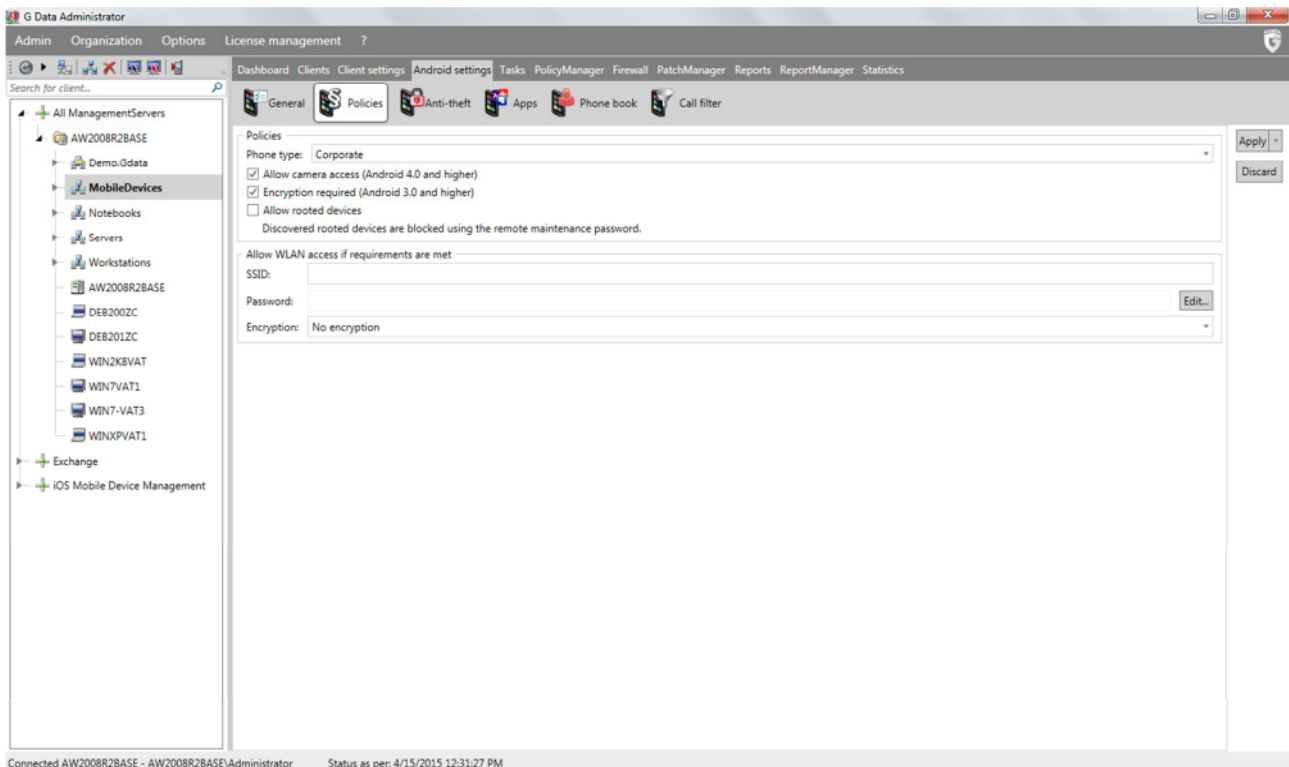 G Data Administrator
Admin Organization Options License management ?
Search for client...
All ManagementServers
AW2008R2BASE
Demo.Gdata
MobileDevices
Notebooks
Servers
Workstations
AW2008R2BASE
DEB200ZC
DEB201ZC
WIN2K8VAT
WIN7VAT1
WIN7-VAT3
WINXPVAT1
Exchange
iOS Mobile Device Management
Dashboard Clients Client settings Android settings Tasks PolicyManager Firewall PatchManager Reports ReportManager Statistics
General Policies Anti-theft Apps Phone book Call filter
Policies
Phone type: Corporate
Allow camera access (Android 4.0 and higher)
Encryption required (Android 3.0 and higher)
Allow rooted devices
Discovered rooted devices are blocked using the remote maintenance password.
Allow WLAN access if requirements are met
SSID:
Password: Edit...
Encryption: No encryption
Apply
Discard
Connected AW2008R2BASE - AW2008R2BASE\Administrator Status as per: 4/15/2015 12:31:27 PM